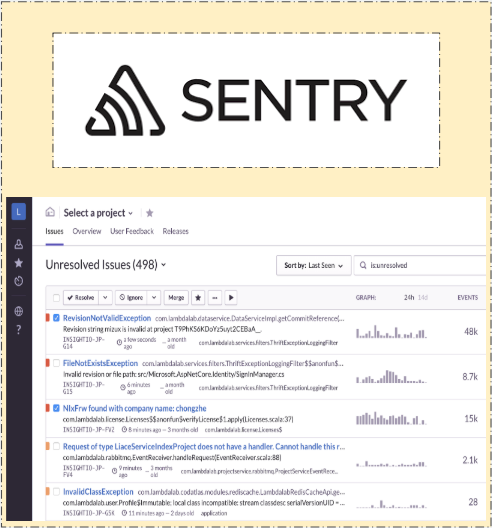 SENTRY
L
Select a project
Issues Overview User Feedback Releases
Unresolved Issues (498)
Sort by: Last Seen
is:unresolved
Resolve Ignore Merge
GRAPH: 24h 14d EVENTS
RevisionNotValidException com.lambdalab.dataservice.DataServiceImpl.getCommitReference(...
Revision string mizux is invalid at project
INSIGHTIO-JP-G14 a few seconds ago — a month old com.lambdalab.services.filters.ThriftExceptionLoggingFilter
48k
FileNotExistsException com.lambdalab.services.filters.ThriftExceptionLoggingFilter$$anonfun$...
Invalid revision or file path: src/Microsoft.AspNetCore.Identity/SignInManager.cs
INSIGHTIO-JP-G15 6 minutes ago — a month old com.lambdalab.services.filters.ThriftExceptionLoggingFilter
8.7k
NlxFrw found with company name: chongzhe
com.lambdalab.license.Licenses$$anonfun$verifyLicense$1.apply(Licenses.scala:37)
INSIGHTIO-JP-FV2 8 minutes ago — 3 months old com.lambdalab.license.Licenses$
15k
Request of type LiaceServiceIndexProject does not have a handler. Cannot handle this r...
com.lambdalab.rabbitmq.EventReceiver.handleRequest(EventReceiver.scala:88)
INSIGHTIO-JP-FV4 9 minutes ago — 3 months old com.lambdalab.projectservice.rabbitmq.ProjectServiceEventRece...
2.1k
InvalidClassException com.lambdalab.codatlas.modules.rediscache.LambdalabRedisCacheApi.ge...
com.lambdalab.user.Profile$Immutable; local class incompatible: stream classdesc serialVersionUID = ...
INSIGHTIO-JP-GS6 11 minutes ago — 2 days old application
28